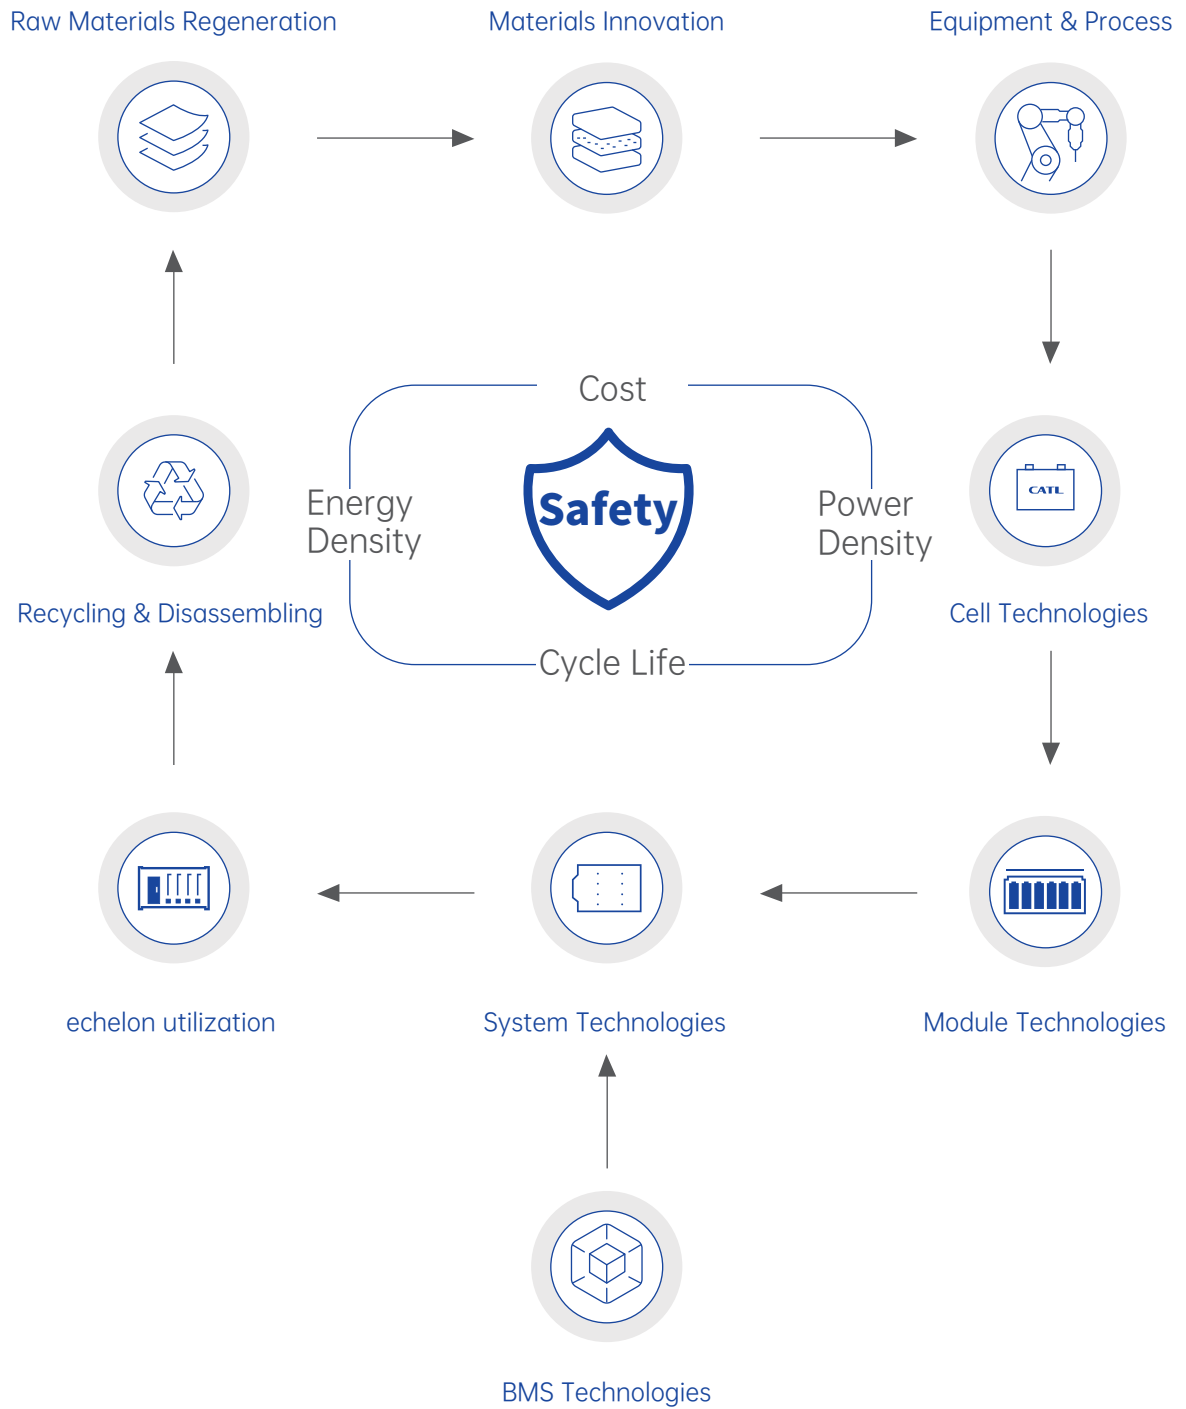 Raw Materials Regeneration
Materials Innovation
Equipment & Process
Cost
Energy
Density
Safety
Power
Density
CATL
Cycle Life
Recycling & Disassembling
Cell Technologies
echelon utilization
System Technologies
Module Technologies
BMS Technologies